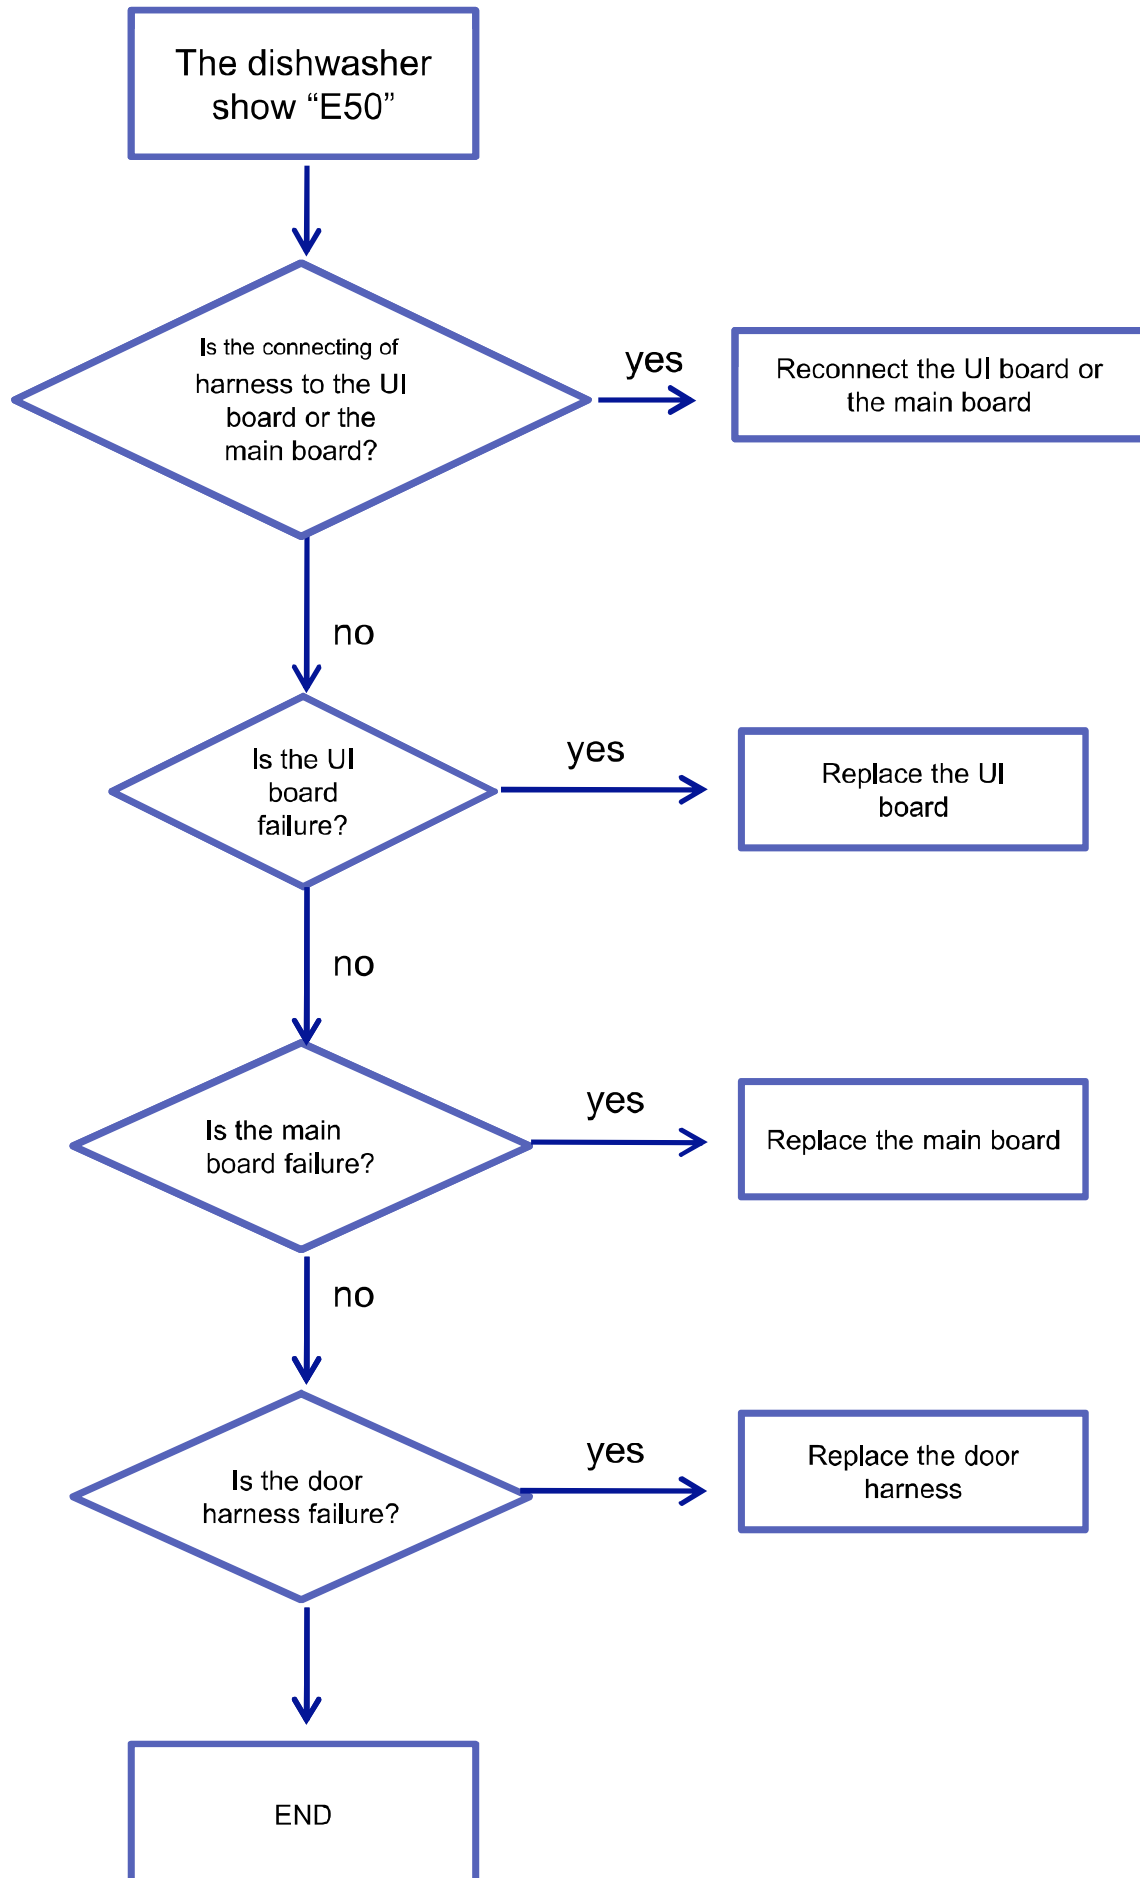 The dishwasher
show “E50”
Is the connecting of
harness to the UI
board or the
main board?
yes
Reconnect the UI board or
the main board
no
Is the UI
board
failure?
yes
Replace the UI
board
no
Is the main
board failure?
yes
Replace the main board
no
Is the door
harness failure?
yes
Replace the door
harness
END